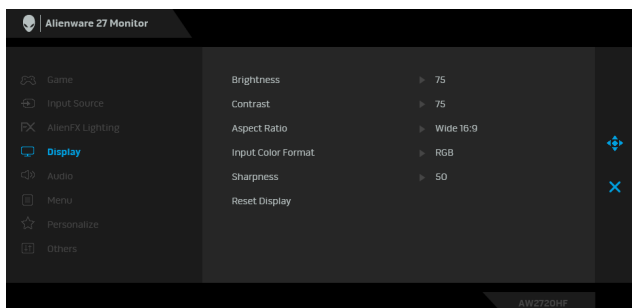 Alienware 27 Monitor
Game
Input Source
FX AlienFX Lighting
Display
Audio
Menu
Personalize
Others
Brightness 75
Contrast 75
Aspect Ratio Wide 16:9
Input Color Format RGB
Sharpness 50
Reset Display
AW2720HF